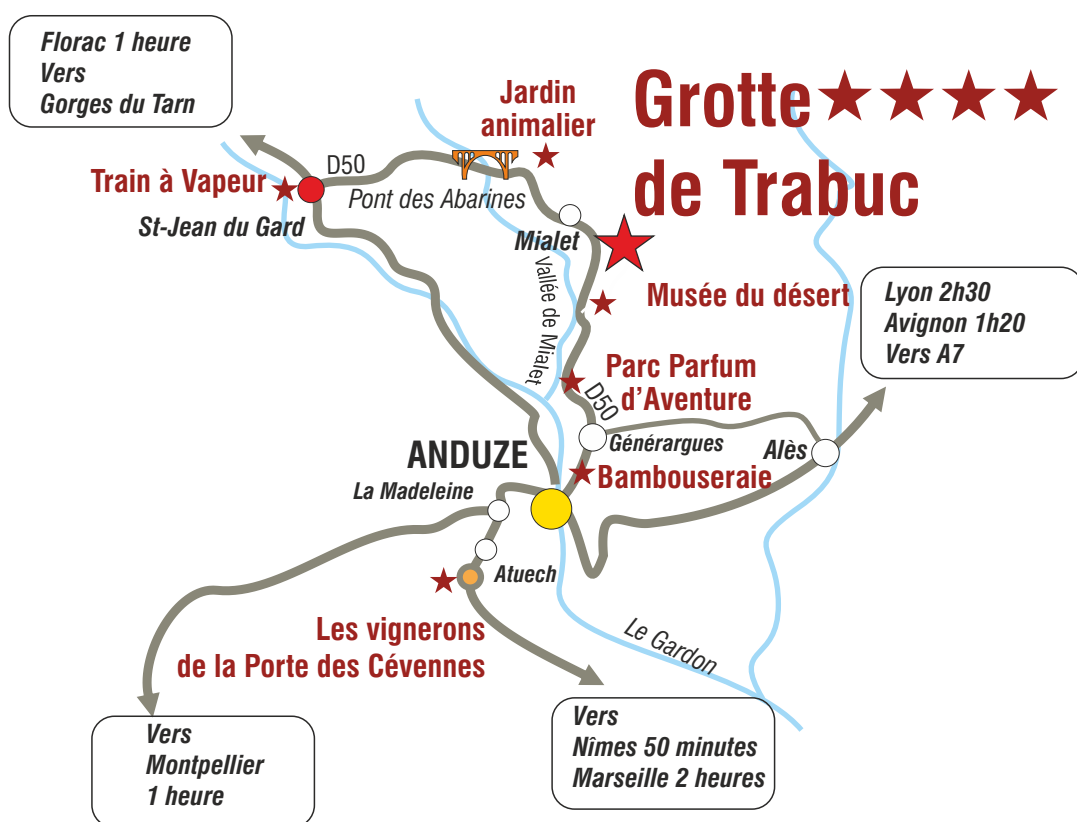 Florac 1 heure
Vers
Gorges du Tarn
Jardin
animalier
Grotte
de Trabuc
D50
Train à Vapeur
Pont des Abarines
St-Jean du Gard
Mialet
Vallée de Mialet
Musée du désert
Lyon 2h30
Avignon 1h20
Vers A7
Parc Parfum
d’Aventure
D50
Générargues
Alès
ANDUZE
Bambouseraie
La Madeleine
Atuech
Les vignerons
de la Porte des Cévennes
Le Gardon
Vers
Montpellier
1 heure
Vers
Nîmes 50 minutes
Marseille 2 heures